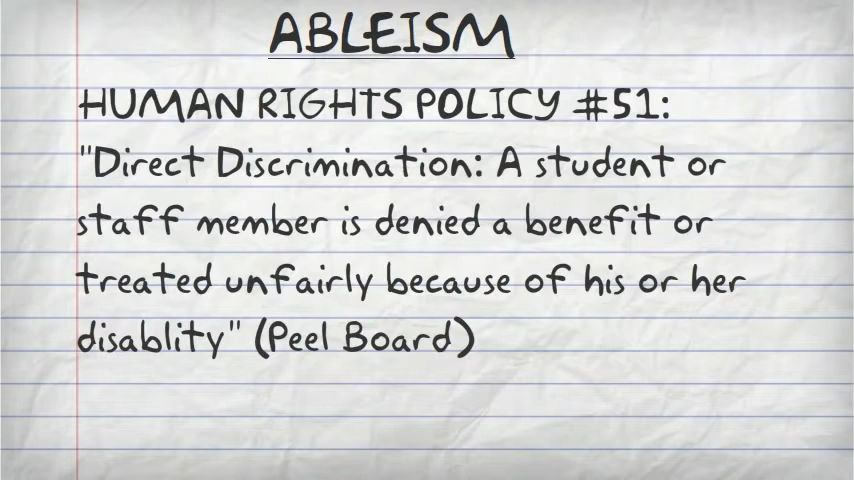 ABLEISM
HUMAN RIGHTS POLICY #51:
"Direct Discrimination: A student or
staff member is denied a benefit or
treated unfairly because of his or her
disablity" (Peel Board)